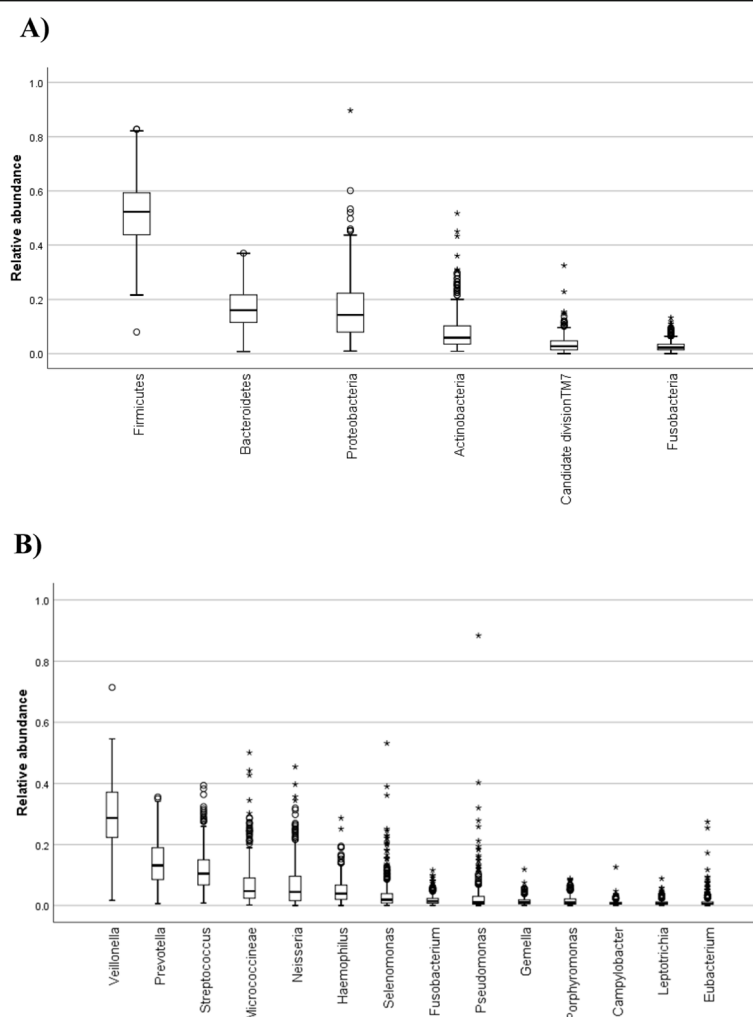 A)
1.0
0.8
0.6
0.4
0.2
0.0
Relative abundance
Firmicutes
Bacteroidetes
Proteobacteria
Actinobacteria
Candidate divisionTM7
Fusobacteria
B)
1.0
0.8
0.6
0.4
0.2
0.0
Relative abundance
Veillonella
Prevotella
Streptococcus
Micrococcineae
Neisseria
Haemophilus
Selenomonas
Fusobacterium
Pseudomonas
Gemella
Porphyromonas
Campylobacter
Leptotrichia
Eubacterium